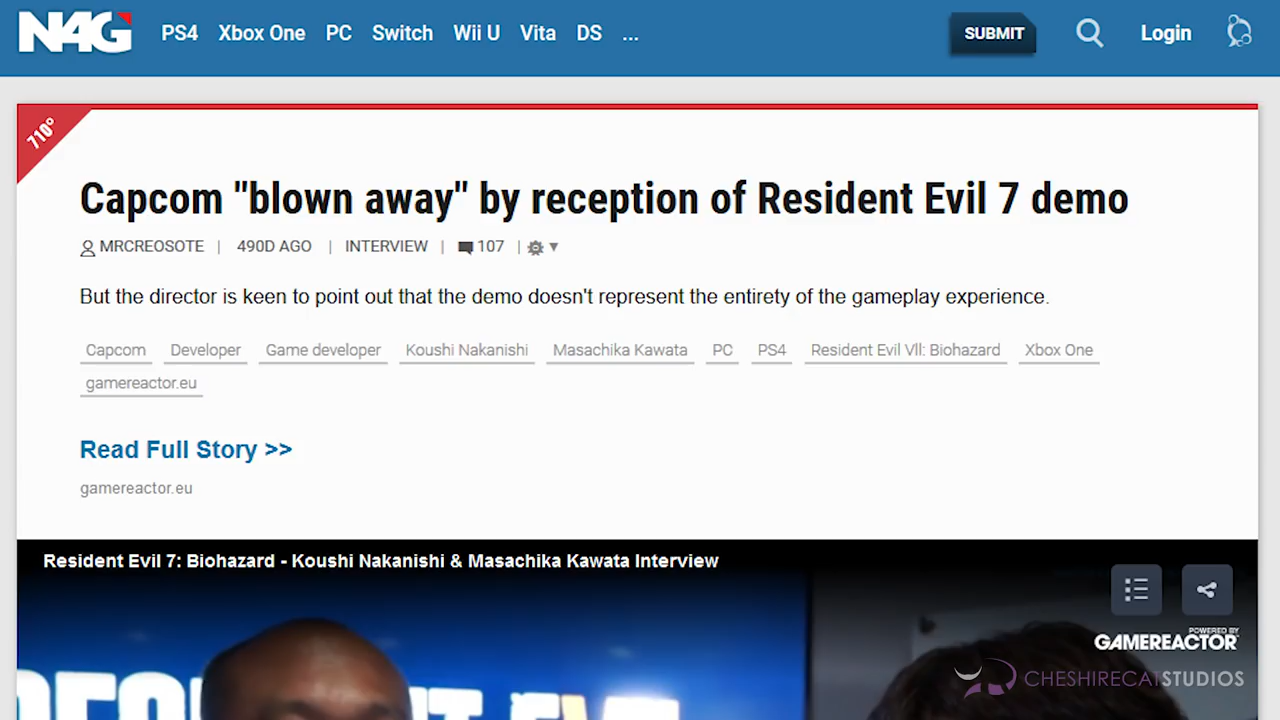 N4G PS4 Xbox One PC Switch Wii U Vita DS ... SUBMIT Login
710°
Capcom "blown away" by reception of Resident Evil 7 demo
MRCREOSOTE | 490D AGO | INTERVIEW | 107 |
But the director is keen to point out that the demo doesn't represent the entirety of the gameplay experience.
Capcom Developer Game developer Koushi Nakanishi Masachika Kawata PC PS4 Resident Evil Vll: Biohazard Xbox One
gamereactor.eu
Read Full Story >>
gamereactor.eu
Resident Evil 7: Biohazard - Koushi Nakanishi & Masachika Kawata Interview
POWERED BY
GAMEREACTOR
CHESHIRECATSTUDIOS